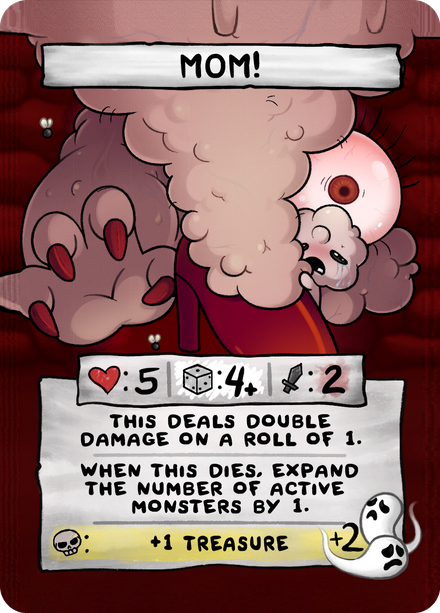 MOM!
:5 :4+ :2
THIS DEALS DOUBLE
DAMAGE ON A ROLL OF 1.
WHEN THIS DIES, EXPAND
THE NUMBER OF ACTIVE
MONSTERS BY 1.
: +1 TREASURE +2